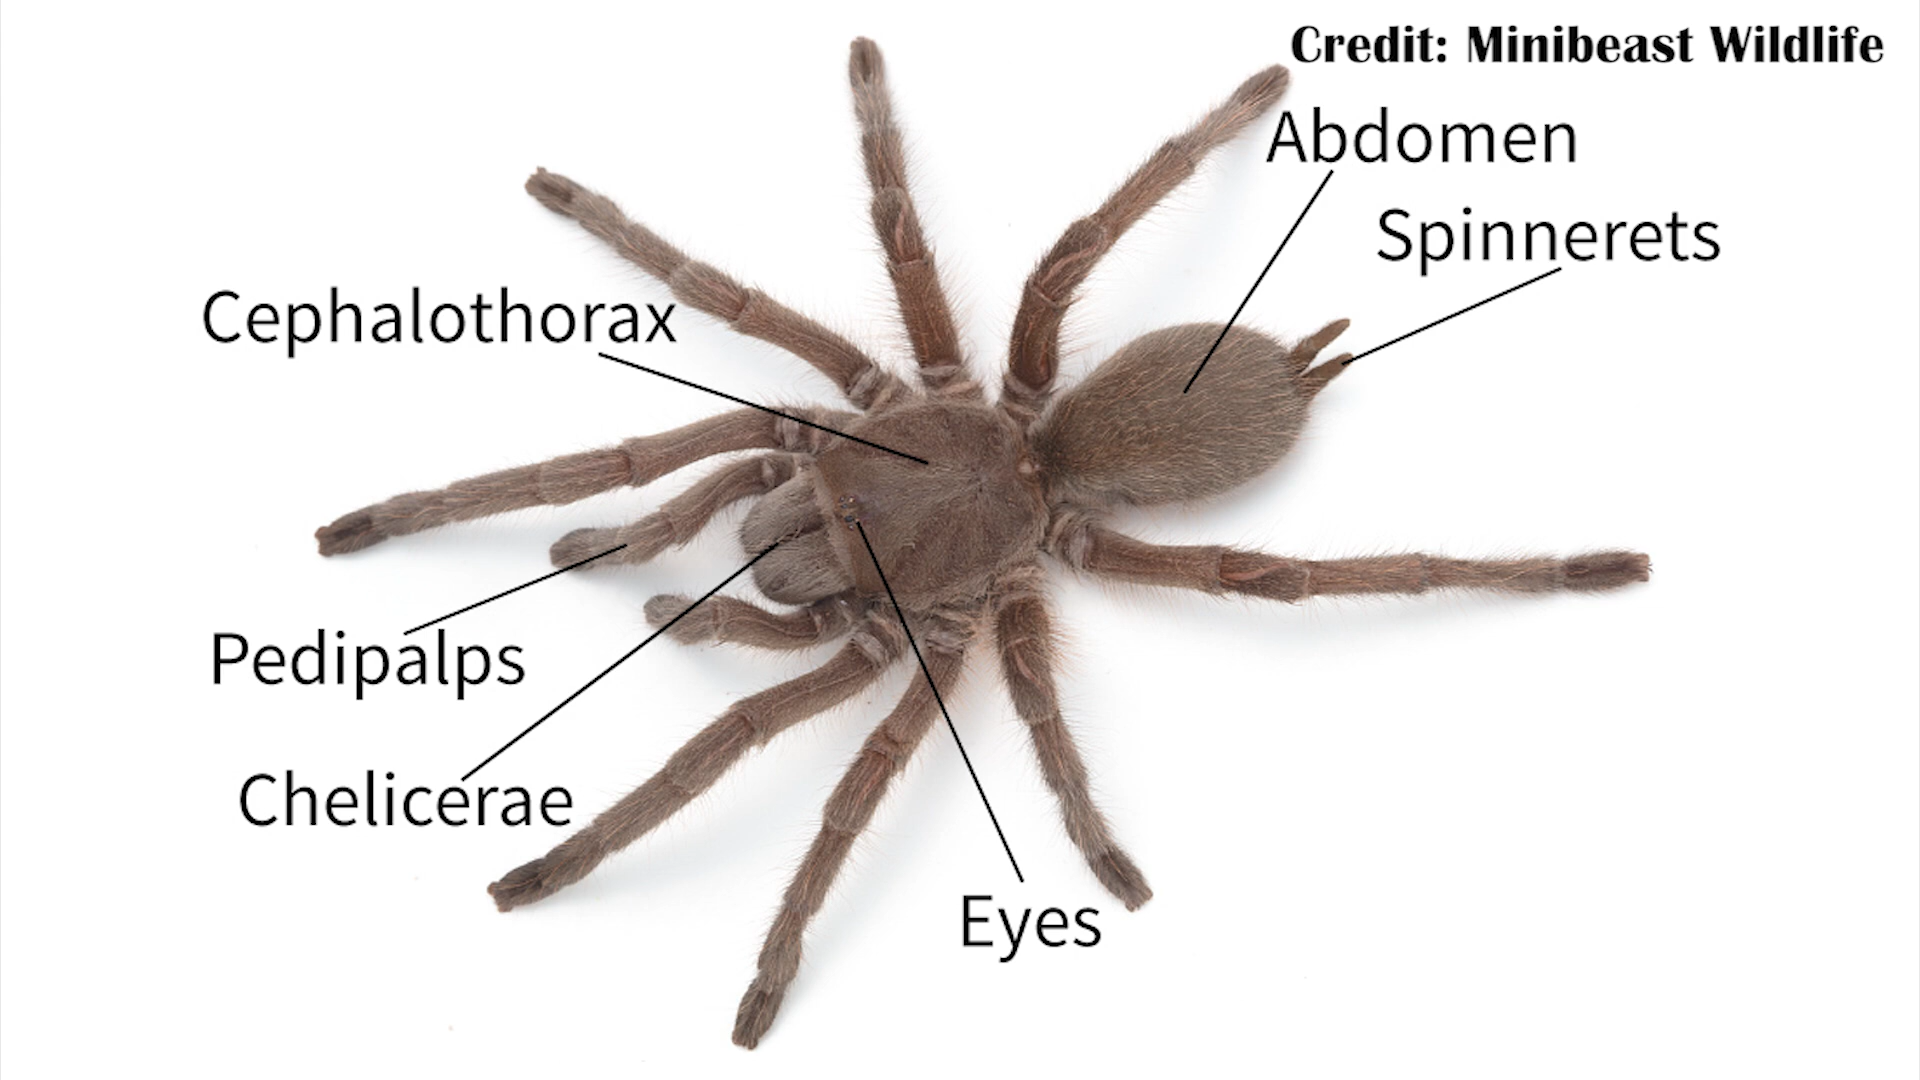 Credit: Minibeast Wildlife
Abdomen
Spinnerets
Cephalothorax
Pedipalps
Chelicerae
Eyes